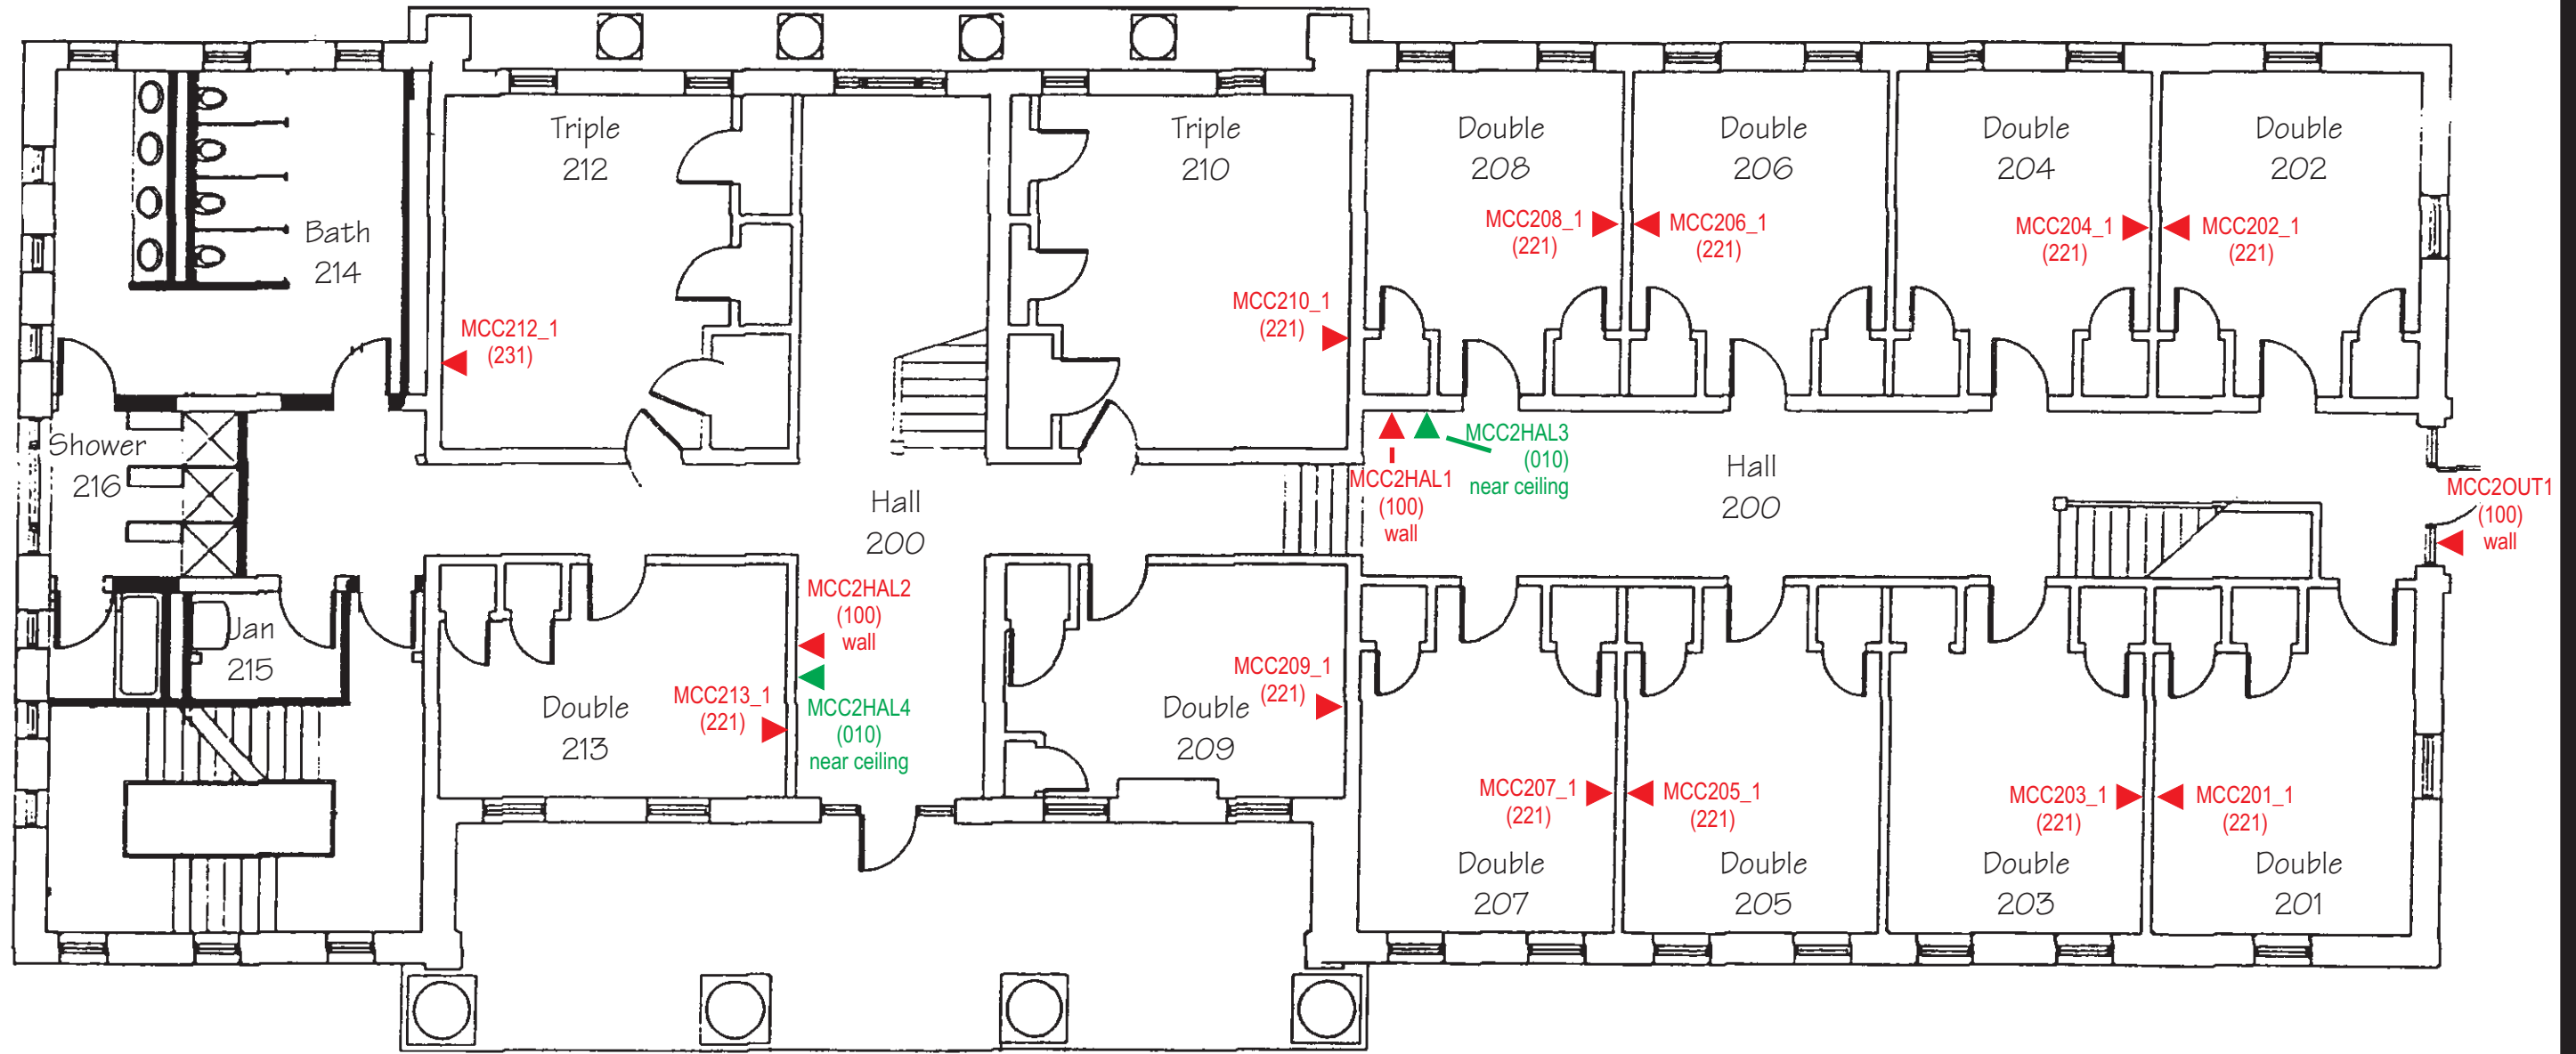 Triple
212
Triple
210
Double
208
Double
206
Double
204
Double
202
Bath
214
MCC208_1
(221)
MCC206_1
(221)
MCC204_1
(221)
MCC202_1
(221)
MCC212_1
(231)
MCC210_1
(221)
Shower
216
Hall
200
MCC2HAL1
(100)
wall
MCC2HAL3
(010)
near ceiling
Hall
200
MCC2OUT1
(100)
wall
Jan
215
Double
213
MCC213_1
(221)
MCC2HAL2
(100)
wall
MCC2HAL4
(010)
near ceiling
Double
209
MCC209_1
(221)
MCC207_1
(221)
MCC205_1
(221)
MCC203_1
(221)
MCC201_1
(221)
Double
207
Double
205
Double
203
Double
201